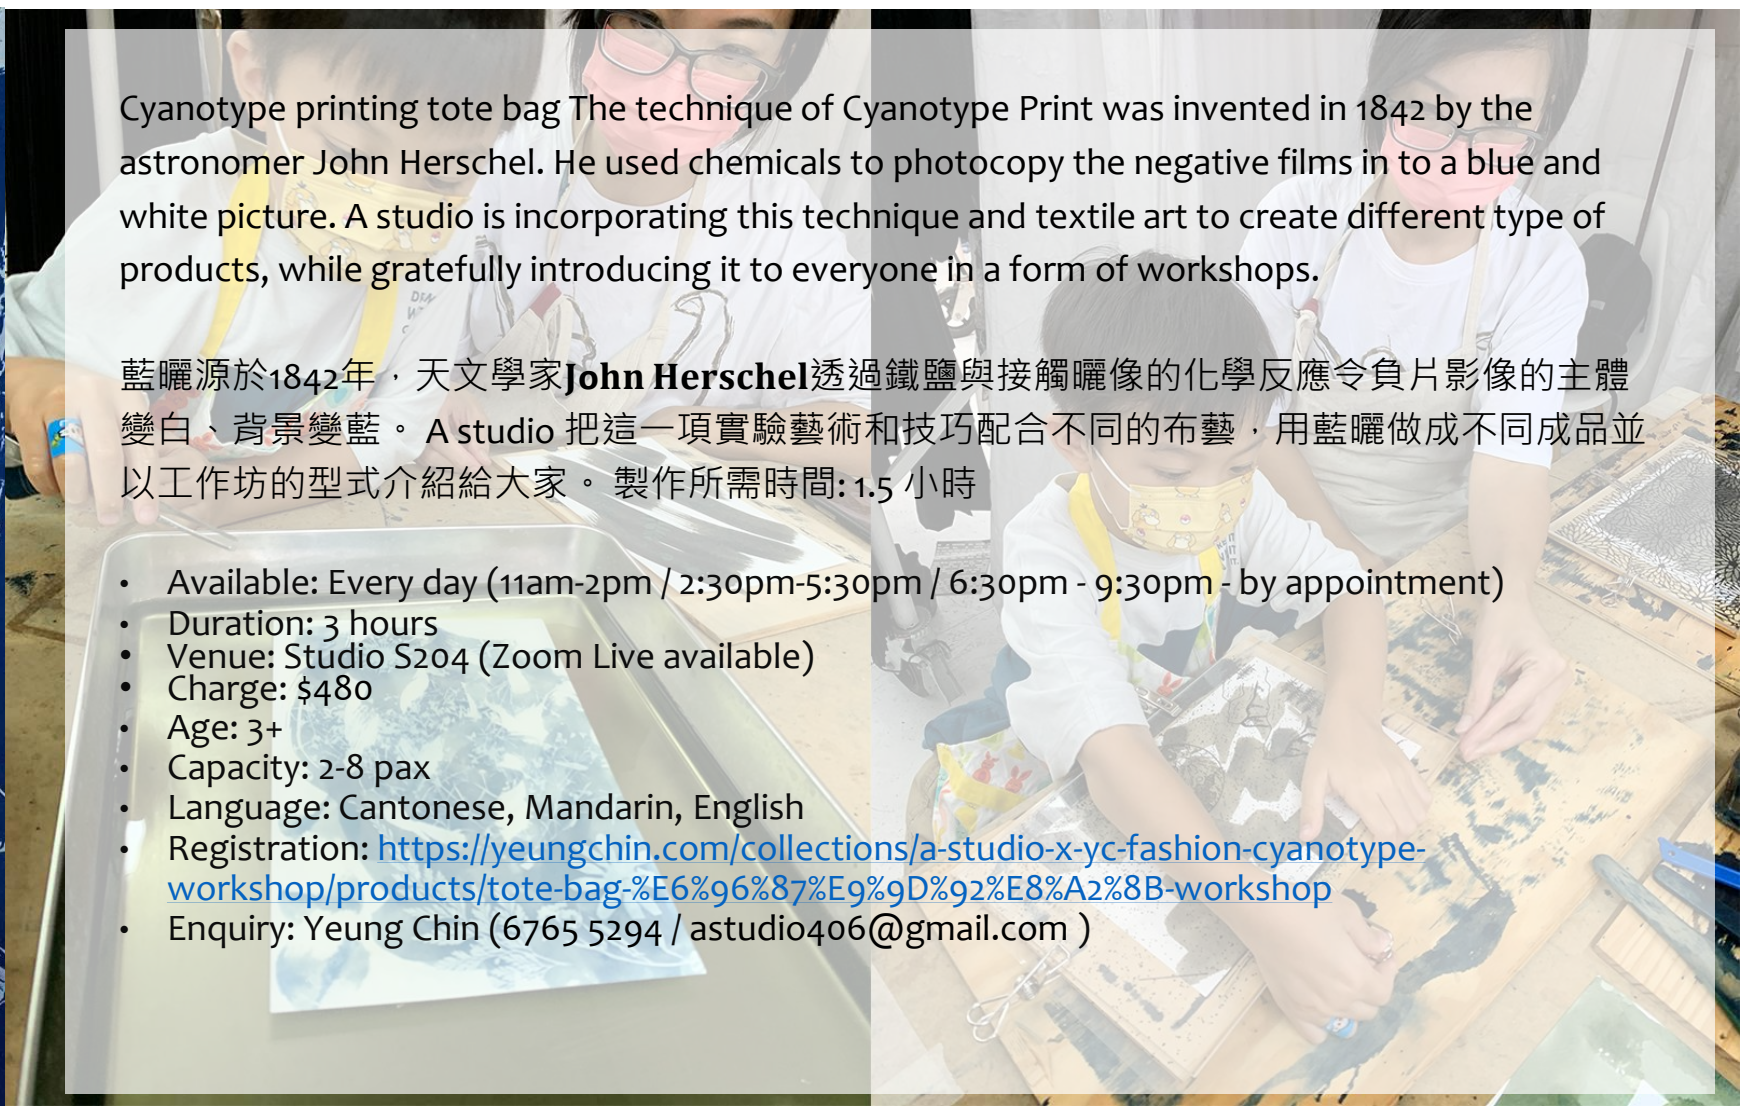 Cyanotype printing tote bag The technique of Cyanotype Print was invented in 1842 by the
astronomer John Herschel. He used chemicals to photocopy the negative films in to a blue and
white picture. A studio is incorporating this technique and textile art to create different type of
products, while gratefully introducing it to everyone in a form of workshops.
藍曬源於1842年，天文學家John Herschel透過鐵鹽與接觸曬像的化學反應令負片影像的主體
變白、背景變藍。 A studio 把這一項實驗藝術和技巧配合不同的布藝，用藍曬做成不同成品並
以工作坊的型式介紹給大家。 製作所需時間: 1.5 小時
• Available: Every day (11am-2pm / 2:30pm-5:30pm / 6:30pm - 9:30pm - by appointment)
• Duration: 3 hours
• Venue: Studio S204 (Zoom Live available)
• Charge: $480
• Age: 3+
• Capacity: 2-8 pax
• Language: Cantonese, Mandarin, English
• Registration: https://yeungchin.com/collections/a-studio-x-yc-fashion-cyanotype-
workshop/products/tote-bag-%E6%96%87%E9%9D%92%E8%A2%8B-workshop
• Enquiry: Yeung Chin (6765 5294 / astudio406@gmail.com )